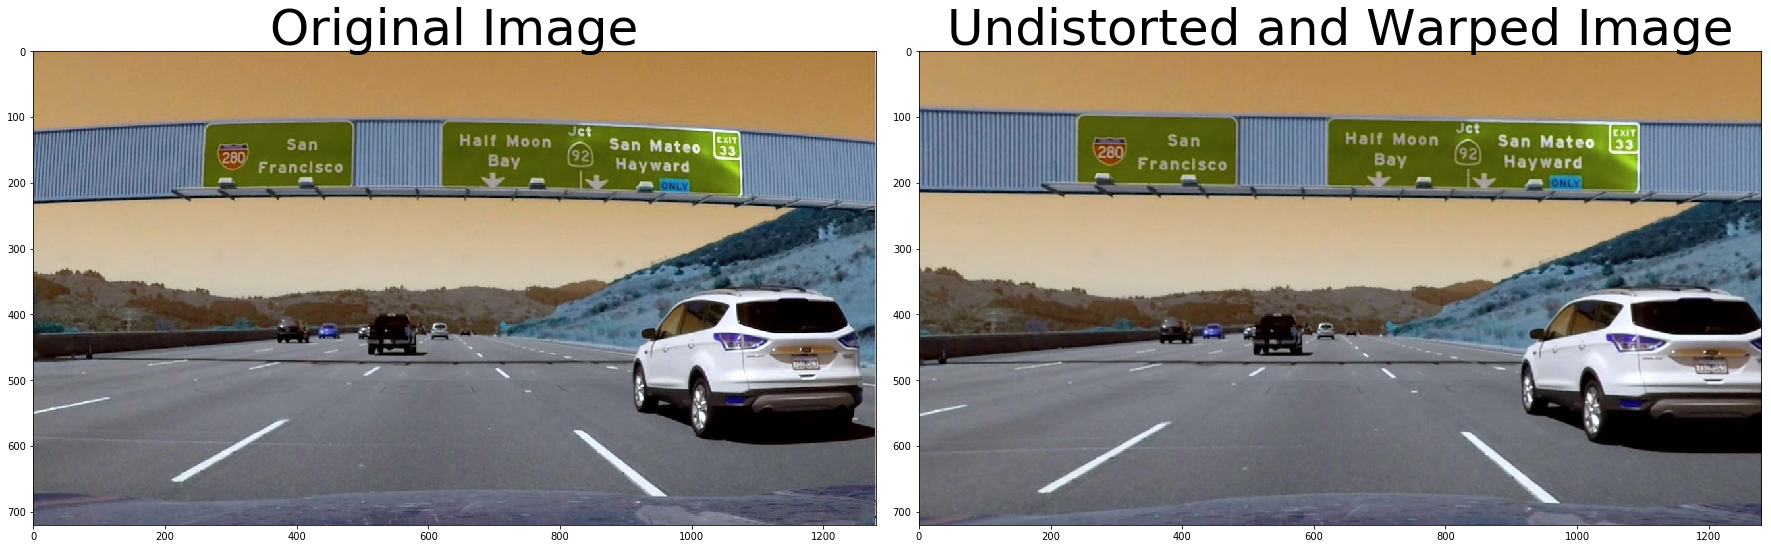 Original Image
Undistorted and Warped Image
0
100
200
300
400
500
600
700
0
200
400
600
800
1000
1200
280
San
Francisco
Half Moon
Bay
Jct
92
San Mateo
Hayward
EXIT
33
ONLY
0
100
200
300
400
500
600
700
0
200
400
600
800
1000
1200
280
San
Francisco
Half Moon
Bay
Jct
92
San Mateo
Hayward
EXIT
33
ONLY